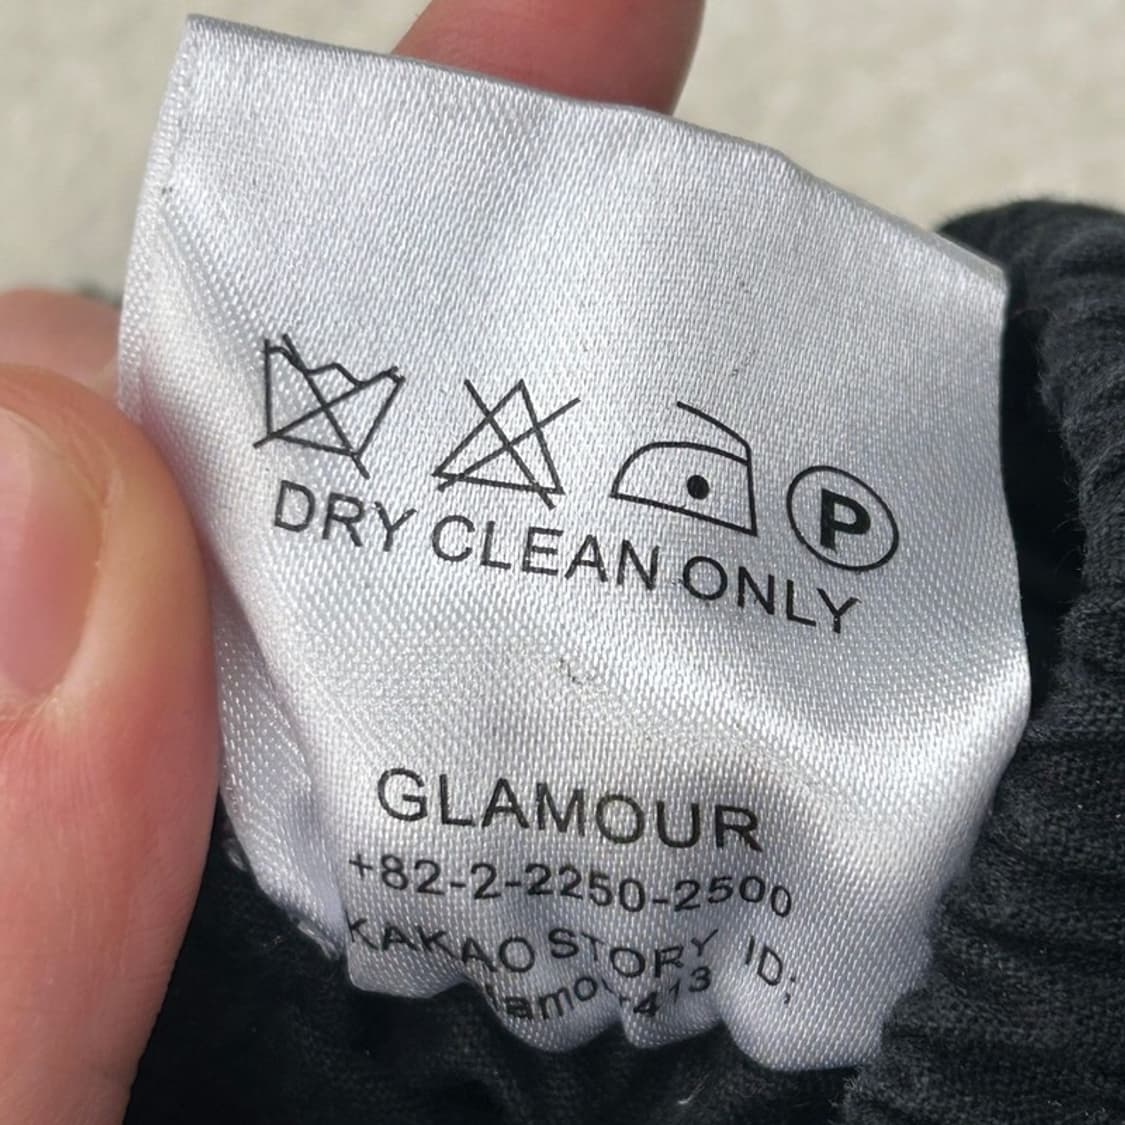 P
DRY CLEAN ONLY
GLAMOUR
+82-2-2250-2500
KAKAO STORY ID;